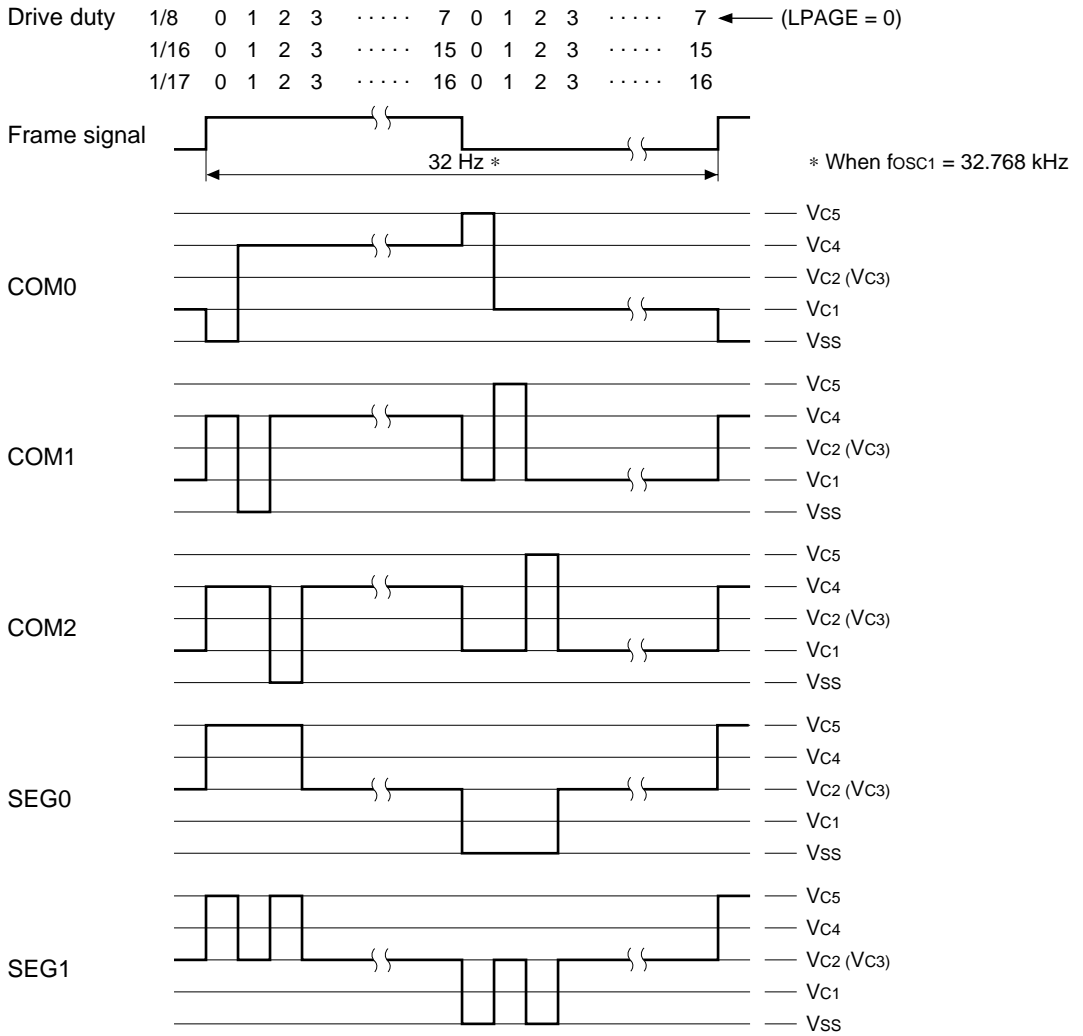 Drive duty 1/8 0 1 2 3 ····· 7 0 1 2 3 ····· 7 (LPAGE = 0)
1/16 0 1 2 3 ····· 15 0 1 2 3 ····· 15
1/17 0 1 2 3 ····· 16 0 1 2 3 ····· 16
Frame signal
32 Hz * * When fOSC1 = 32.768 kHz
COM0
VC5
VC4
VC2 (VC3)
VC1
VSS
COM1
VC5
VC4
VC2 (VC3)
VC1
VSS
COM2
VC5
VC4
VC2 (VC3)
VC1
VSS
SEG0
VC5
VC4
VC2 (VC3)
VC1
VSS
SEG1
VC5
VC4
VC2 (VC3)
VC1
VSS